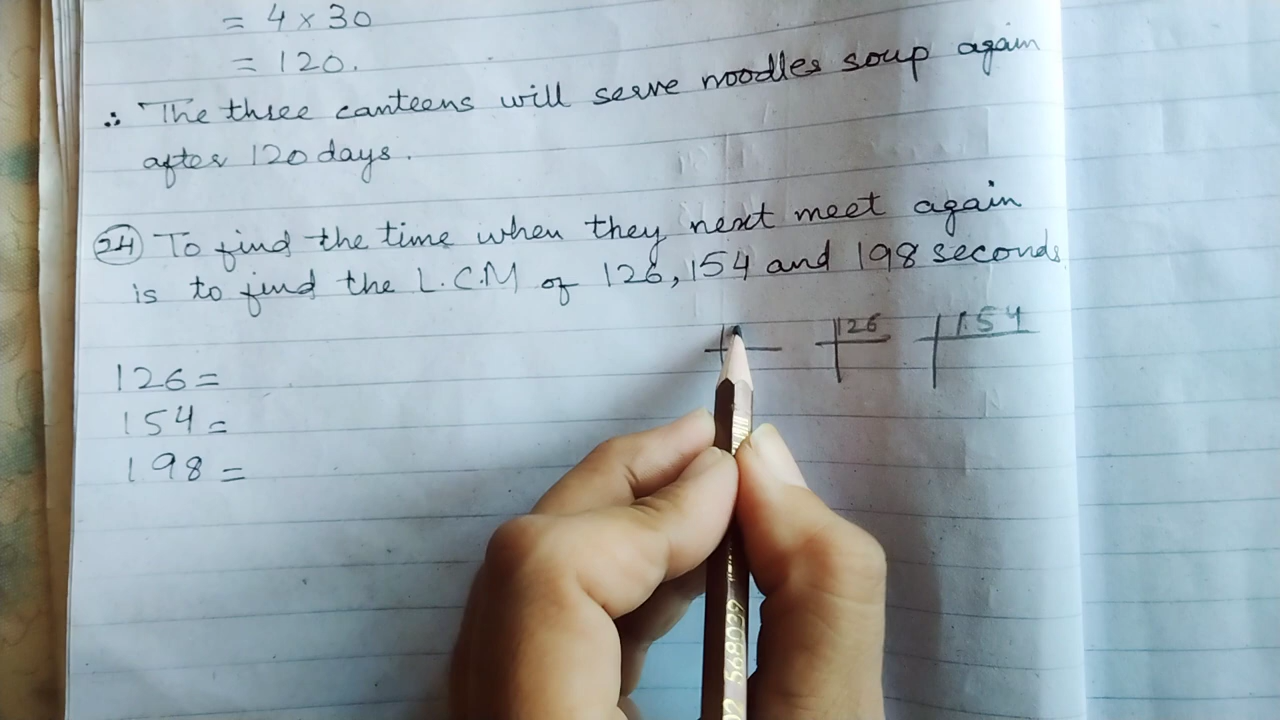 = 4 × 30
= 120.
∴ The three canteens will serve noodles soup again
after 120 days.
24 To find the time when they next meet again
is to find the L.C.M of 126, 154 and 198 seconds.
126 154
126 =
154 =
198 =
568039